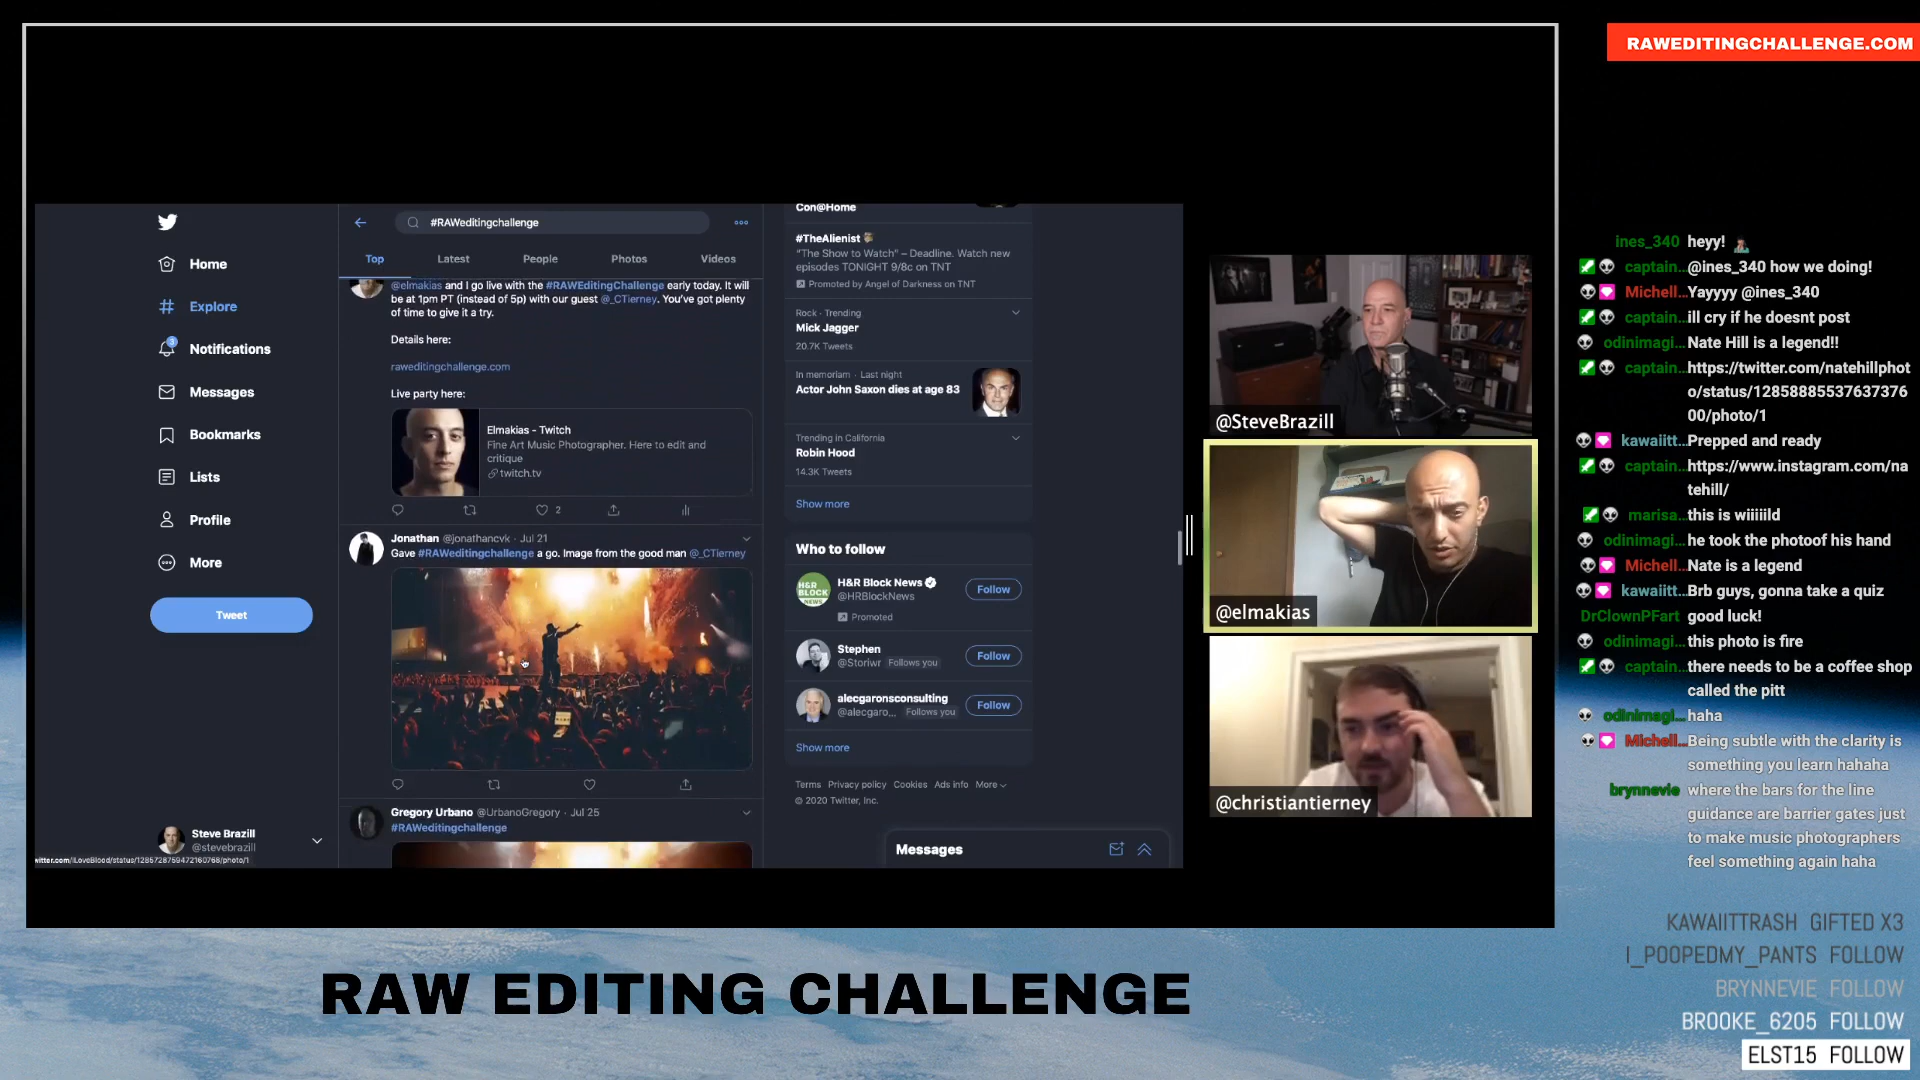 RAWEDITINGCHALLENGE.COM
Home
Explore
3
Notifications
Messages
Bookmarks
Lists
Profile
More
Tweet
Steve Brazill
@stevebrazill
#RAWeditingchallenge
Top
Latest
People
Photos
Videos
@elmakias and I go live with the #RAWEditingChallenge early today. It will
be at 1pm PT (instead of 5p) with our guest @_CTierney. You've got plenty
of time to give it a try.
Details here:
raweditingchallenge.com
Live party here:
Elmakias - Twitch
Fine Art Music Photographer. Here to edit and
critique
twitch.tv
2
Jonathan @jonathancvk · Jul 21
Gave #RAWeditingchallenge a go. Image from the good man @_CTierney
Gregory Urbano @UrbanoGregory · Jul 25
#RAWeditingchallenge
Con@Home
#TheAlienist
"The Show to Watch" – Deadline. Watch new
episodes TONIGHT 9/8c on TNT
Promoted by Angel of Darkness on TNT
Rock · Trending
Mick Jagger
20.7K Tweets
In memoriam · Last night
Actor John Saxon dies at age 83
Trending in California
Robin Hood
14.3K Tweets
Show more
Who to follow
H&R
BLOCK
NEWS
H&R Block News
@HRBlockNews
Follow
Promoted
Stephen
@Storiwr Follows you
Follow
alecgaronsconsulting
@alecgaro... Follows you
Follow
Show more
Terms Privacy policy Cookies Ads info More
© 2020 Twitter, Inc.
Messages
@SteveBrazill
@elmakias
@christiantierney
ines_340 heyy!
captain... @ines_340 how we doing!
Michell... Yayyyy @ines_340
captain... ill cry if he doesnt post
odinimagi... Nate Hill is a legend!!
captain... https://twitter.com/natehillphot
o/status/12858885537637376
00/photo/1
kawaiitt... Prepped and ready
captain... https://www.instagram.com/na
tehill/
marisa... this is wiiiiild
odinimagi... he took the photoof his hand
Michell... Nate is a legend
kawaiitt... Brb guys, gonna take a quiz
DrClownPFart good luck!
odinimagi... this photo is fire
captain... there needs to be a coffee shop
called the pitt
odinimagi... haha
Michell... Being subtle with the clarity is
something you learn hahaha
brynnevie where the bars for the line
guidance are barrier gates just
to make music photographers
feel something again haha
KAWAIITTRASH GIFTED X3
I_POOPEDMY_PANTS FOLLOW
BRYNNEVIE FOLLOW
BROOKE_6205 FOLLOW
ELST15 FOLLOW
RAW EDITING CHALLENGE